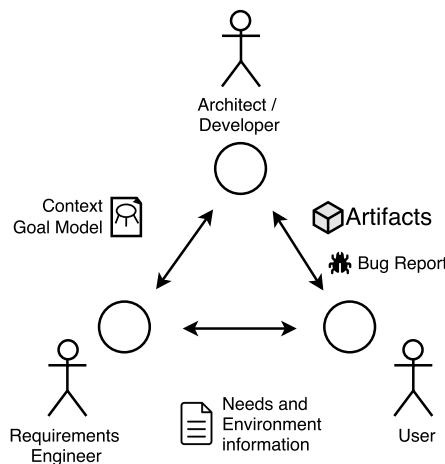 Architect /
Developer
Context
Goal Model
Artifacts
Bug Report
Requirements
Engineer
Needs and
Environment
information
User